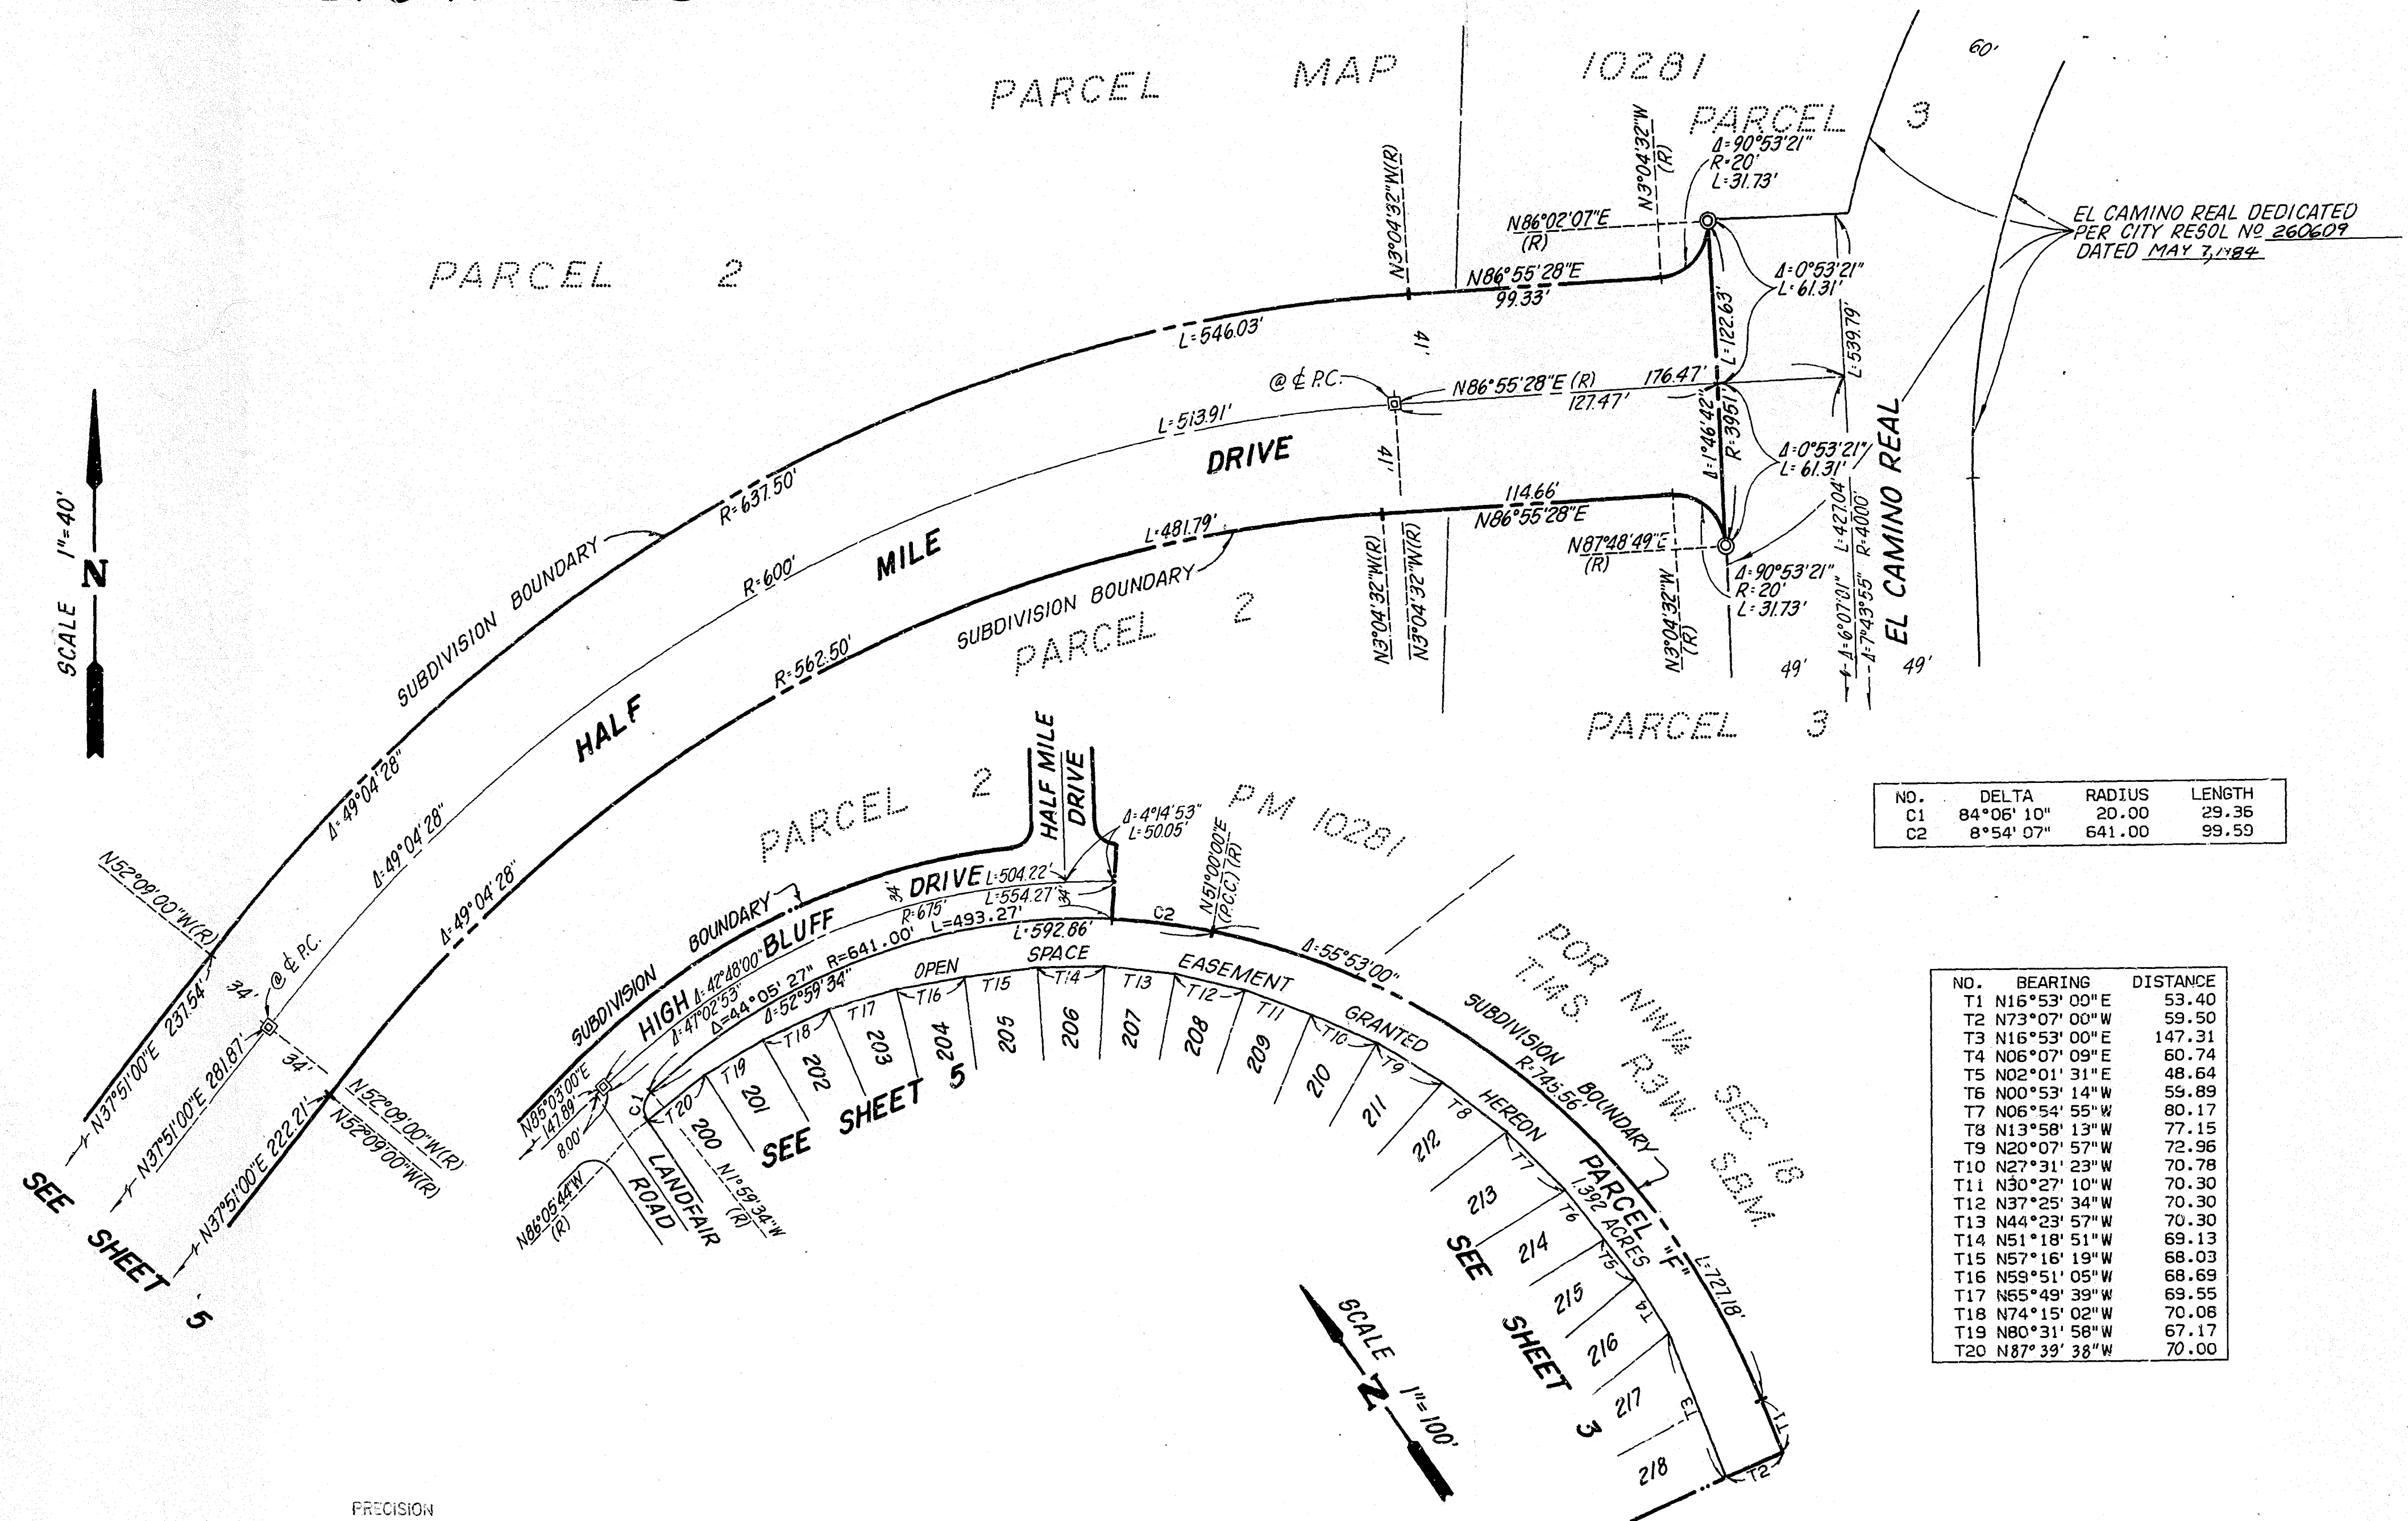 PARCEL MAP 10281
PARCEL 3
60'
Δ=90°53'21"
R=20'
L=31.73'
N3°04'32"W(R)
N3°04'32"W
(R)
N86°02'07"E
(R)
EL CAMINO REAL DEDICATED
PER CITY RESOL Nº 260609
DATED MAY 7, 1984
PARCEL 2
N86°55'28"E
99.33'
Δ=0°53'21"
L=61.31'
L=122.63'
L=539.79'
L=546.03'
41'
@ ℄ P.C.
N86°55'28"E (R)
176.47'
127.47'
L=513.91'
DRIVE
41'
Δ=1°46'42"
R=3951'
Δ=0°53'21"
L=61.31'
EL CAMINO REAL
SCALE 1"=40'
N
R=637.50'
L=481.79'
114.66'
N86°55'28"E
N87°48'49"E
(R)
MILE
R=600'
SUBDIVISION BOUNDARY
SUBDIVISION BOUNDARY
N3°04'32"W(R)
N3°04'32"W(R)
N3°04'32"W
(R)
Δ=90°53'21"
R=20'
L=31.73'
Δ=6°07'01" L=427.04'
Δ=7°43'55" R=4000'
49'
49'
PARCEL 2
R=562.50'
HALF
PARCEL 3
Δ=49°04'28"
Δ=49°04'28"
Δ=49°04'28"
N52°09'00"W(R)
34'
@ ℄ P.C.
34'
237.54'
N37°51'00"E
N37°51'00"E 281.87'
N37°51'00"E 222.21'
N52°09'00"W(R)
N52°09'00"W(R)
SEE SHEET 5
PARCEL 2
HALF MILE
DRIVE
PM 10281
Δ=4°14'53"
L=50.05'
N51°00'00"E
(P.C.C.)(R)
NO. DELTA RADIUS LENGTH
C1 84°06'10" 20.00 29.36
C2 8°54'07" 641.00 99.59
SUBDIVISION BOUNDARY
HIGH BLUFF DRIVE
34'
34'
L=504.22'
L=554.27'
R=675'
Δ=42°48'00"
Δ=47°02'53"
Δ=44°05'27" R=641.00' L=493.27'
Δ=52°59'34"
L=592.86'
C2
OPEN SPACE EASEMENT GRANTED HEREON
Δ=55°53'00"
SUBDIVISION BOUNDARY
R=745.56'
L=727.18'
POR NW¼ SEC. 18
T.14S. R3W. S.B.M.
N85°03'00"E
147.89'
8.00'
C1
N86°05'44"W
(R)
N1°59'34"W
(R)
LANDFAIR
ROAD
T20 T19 T18 T17 T16 T15 T14 T13 T12 T11 T10 T9 T8 T7 T6 T5 T4 T3 T2 T1
200 201 202 203 204 205 206 207 208 209 210 211 212 213 214 215 216 217 218
SEE SHEET 5
PARCEL "F"
1.392 ACRES
SEE SHEET 3
SCALE 1"=100'
N
NO. BEARING DISTANCE
T1 N16°53'00"E 53.40
T2 N73°07'00"W 59.50
T3 N16°53'00"E 147.31
T4 N06°07'09"E 60.74
T5 N02°01'31"E 48.64
T6 N00°53'14"W 59.89
T7 N06°54'55"W 80.17
T8 N13°58'13"W 77.15
T9 N20°07'57"W 72.96
T10 N27°31'23"W 70.78
T11 N30°27'10"W 70.30
T12 N37°25'34"W 70.30
T13 N44°23'57"W 70.30
T14 N51°18'51"W 69.13
T15 N57°16'19"W 68.03
T16 N59°51'05"W 68.69
T17 N65°49'39"W 69.55
T18 N74°15'02"W 70.06
T19 N80°31'58"W 67.17
T20 N87°39'38"W 70.00
PRECISION